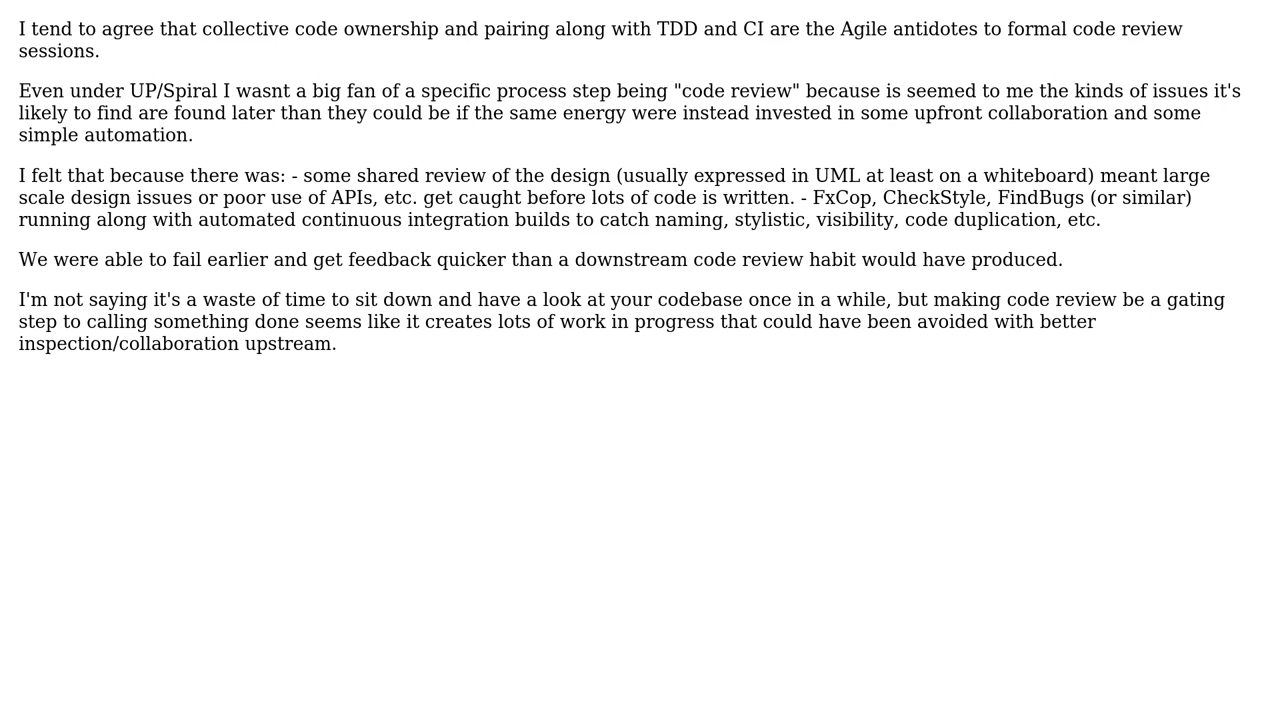 I tend to agree that collective code ownership and pairing along with TDD and CI are the Agile antidotes to formal code review
sessions.
Even under UP/Spiral I wasnt a big fan of a specific process step being "code review" because is seemed to me the kinds of issues it's
likely to find are found later than they could be if the same energy were instead invested in some upfront collaboration and some
simple automation.
I felt that because there was: - some shared review of the design (usually expressed in UML at least on a whiteboard) meant large
scale design issues or poor use of APIs, etc. get caught before lots of code is written. - FxCop, CheckStyle, FindBugs (or similar)
running along with automated continuous integration builds to catch naming, stylistic, visibility, code duplication, etc.
We were able to fail earlier and get feedback quicker than a downstream code review habit would have produced.
I'm not saying it's a waste of time to sit down and have a look at your codebase once in a while, but making code review be a gating
step to calling something done seems like it creates lots of work in progress that could have been avoided with better
inspection/collaboration upstream.